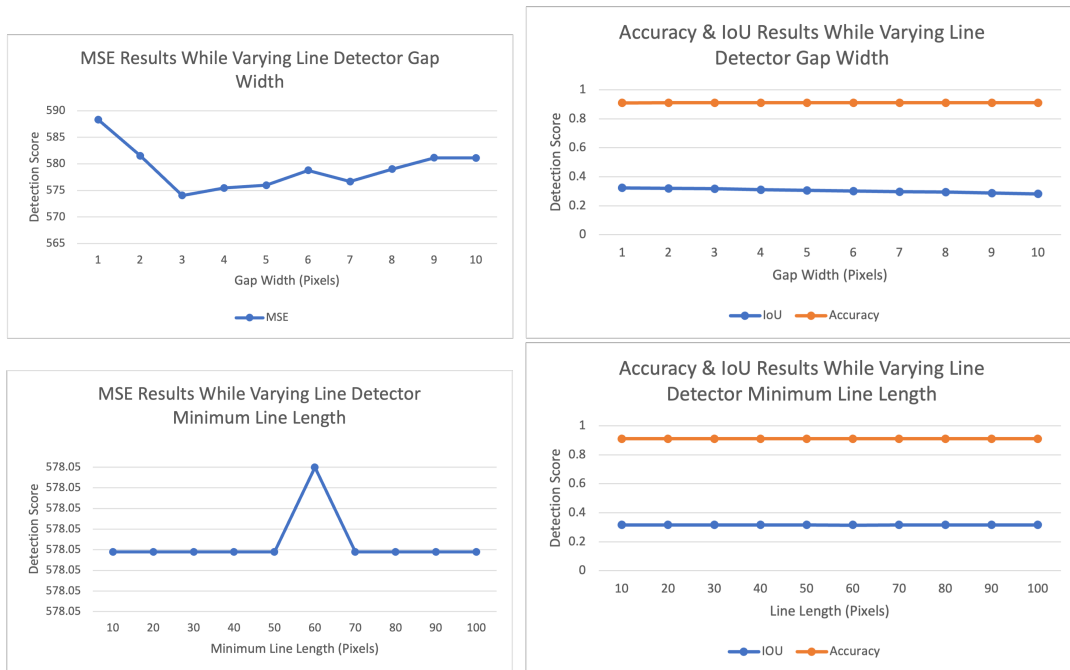 MSE Results While Varying Line Detector Gap
Width
590
585
580
575
570
565
Detection Score
1 2 3 4 5 6 7 8 9 10
Gap Width (Pixels)
MSE
Accuracy & IoU Results While Varying Line
Detector Gap Width
1
0.8
0.6
0.4
0.2
0
Detection Score
1 2 3 4 5 6 7 8 9 10
Gap Width (Pixels)
IoU Accuracy
MSE Results While Varying Line Detector
Minimum Line Length
578.05
578.05
578.05
578.05
578.05
578.05
578.05
578.05
Detection Score
10 20 30 40 50 60 70 80 90 100
Minimum Line Length (Pixels)
Accuracy & IoU Results While Varying Line
Detector Minimum Line Length
1
0.8
0.6
0.4
0.2
0
Detection Score
10 20 30 40 50 60 70 80 90 100
Line Length (Pixels)
IOU Accuracy